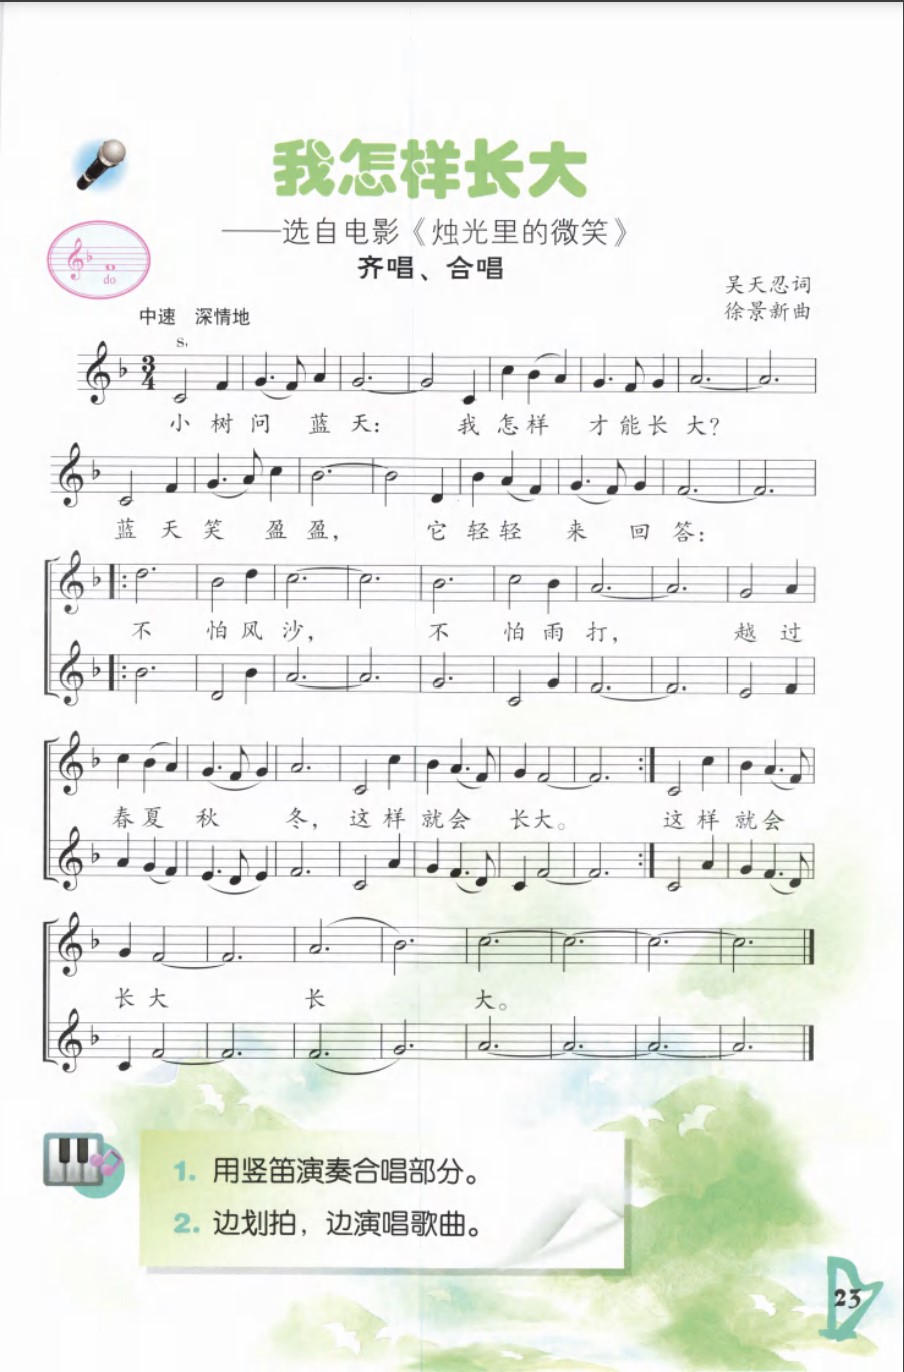 我怎样长大
——选自电影《烛光里的微笑》
齐唱、合唱
do
吴天忍词
徐景新曲
中速 深情地
S,
3
4
小树问 蓝天: 我怎样 才能长大?
蓝天笑 盈盈, 它轻轻 来 回答:
不 怕风沙, 不 怕雨打, 越过
春夏秋 冬, 这样就会 长大。 这样就会
长大 长 大。
1. 用竖笛演奏合唱部分。
2. 边划拍,边演唱歌曲。
23